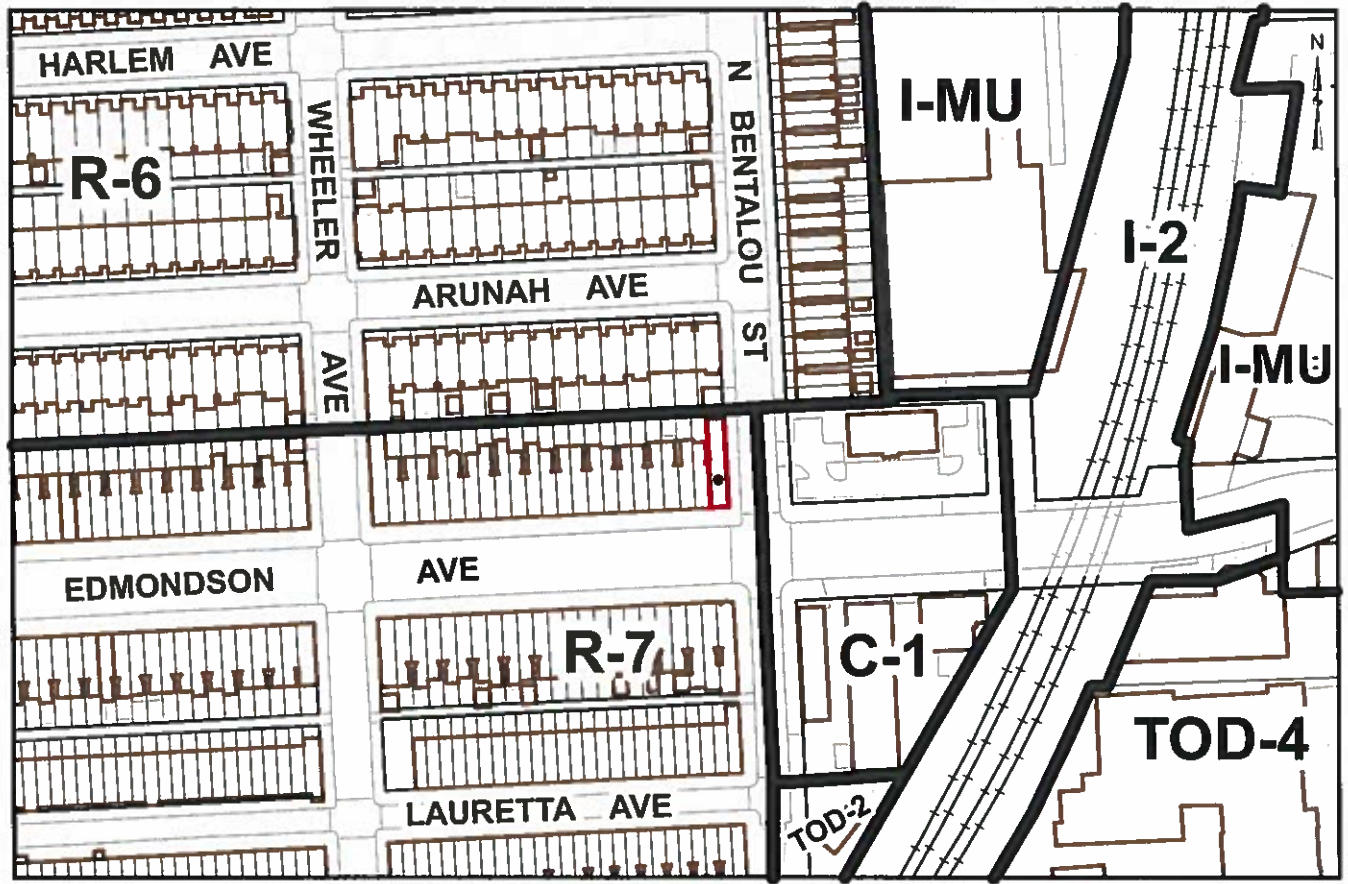 HARLEM AVE
N
I-MU
N BENTALOU ST
WHEELER AVE
R-6
I-2
ARUNAH AVE
I-MU
EDMONDSON AVE
R-7
C-1
TOD-4
LAURETTA AVE
TOD-2